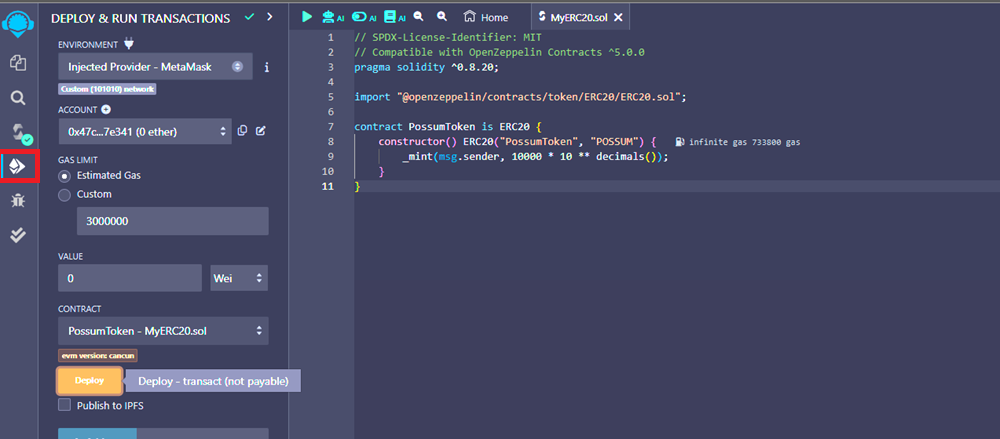 DEPLOY & RUN TRANSACTIONS
ENVIRONMENT
Injected Provider - MetaMask
Custom (101010) network
ACCOUNT
0x47c...7e341 (0 ether)
GAS LIMIT
Estimated Gas
Custom
3000000
VALUE
0 Wei
CONTRACT
PossumToken - MyERC20.sol
evm version: cancun
Deploy
Deploy - transact (not payable)
Publish to IPFS
AI AI AI Home MyERC20.sol
1 // SPDX-License-Identifier: MIT
2 // Compatible with OpenZeppelin Contracts ^5.0.0
3 pragma solidity ^0.8.20;
4
5 import "@openzeppelin/contracts/token/ERC20/ERC20.sol";
6
7 contract PossumToken is ERC20 {
8 constructor() ERC20("PossumToken", "POSSUM") { infinite gas 733800 gas
9 _mint(msg.sender, 10000 * 10 ** decimals());
10 }
11 }